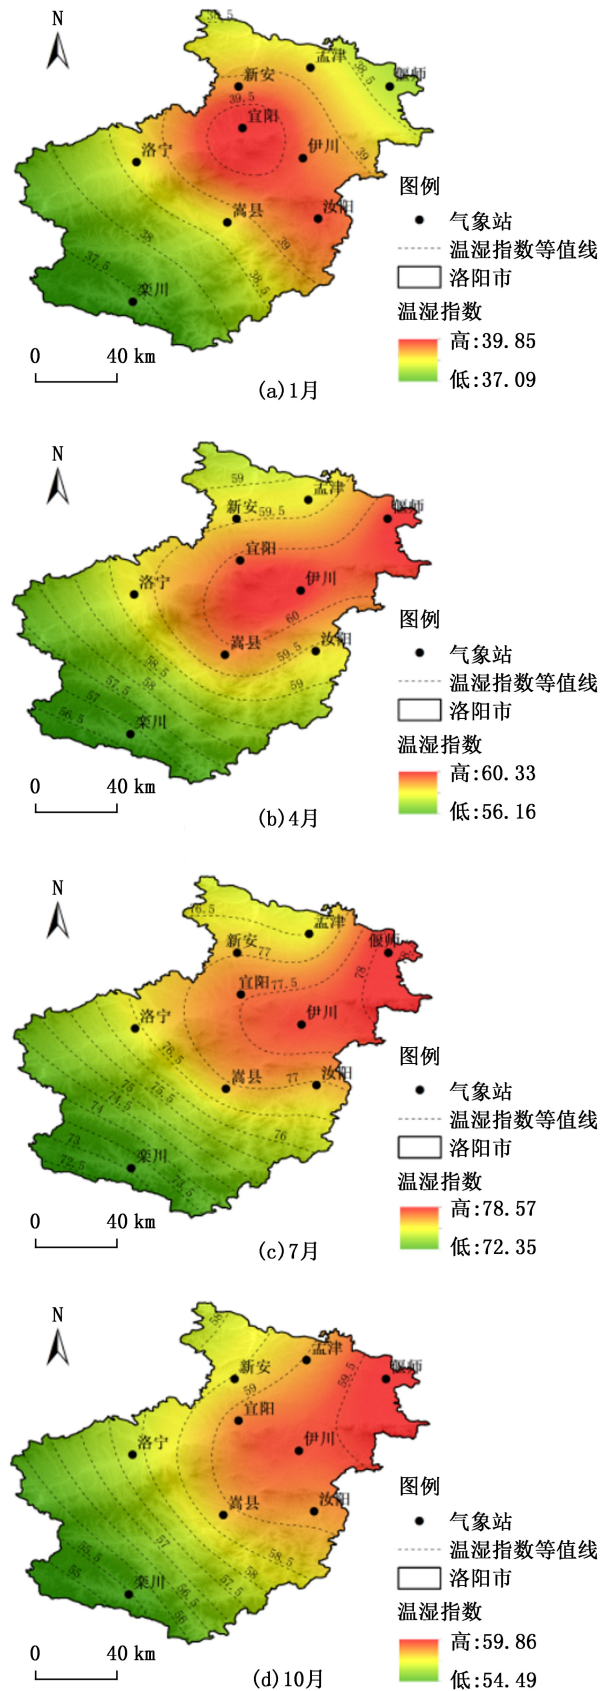 N
38.5
孟津
38.5
偃师
新安
39.5
宜阳
洛宁
伊川
39
图例
嵩县
汝阳
气象站
38
39
温湿指数等值线
37.5
38.5
洛阳市
栾川
温湿指数
高:39.85
低:37.09
0 40 km
(a)1月
N
59
孟津
新安
59.5
偃师
宜阳
洛宁
伊川
图例
60
嵩县
59.5
汝阳
气象站
58.5
58
59
温湿指数等值线
57.5
57
56.5
洛阳市
栾川
温湿指数
高:60.33
低:56.16
0 40 km
(b)4月
N
76.5
孟津
新安
77
偃师
78
宜阳
77.5
洛宁
伊川
图例
76.5
嵩县
77
汝阳
气象站
75
75.5
74.5
74
温湿指数等值线
73
76
洛阳市
72.5
栾川
73.5
温湿指数
高:78.57
低:72.35
0 40 km
(c)7月
N
58
孟津
新安
59
59.5
偃师
宜阳
洛宁
伊川
图例
嵩县
汝阳
气象站
57
58.5
温湿指数等值线
55.5
58
55
栾川
57.5
56.5
56
洛阳市
温湿指数
高:59.86
低:54.49
0 40 km
(d)10月